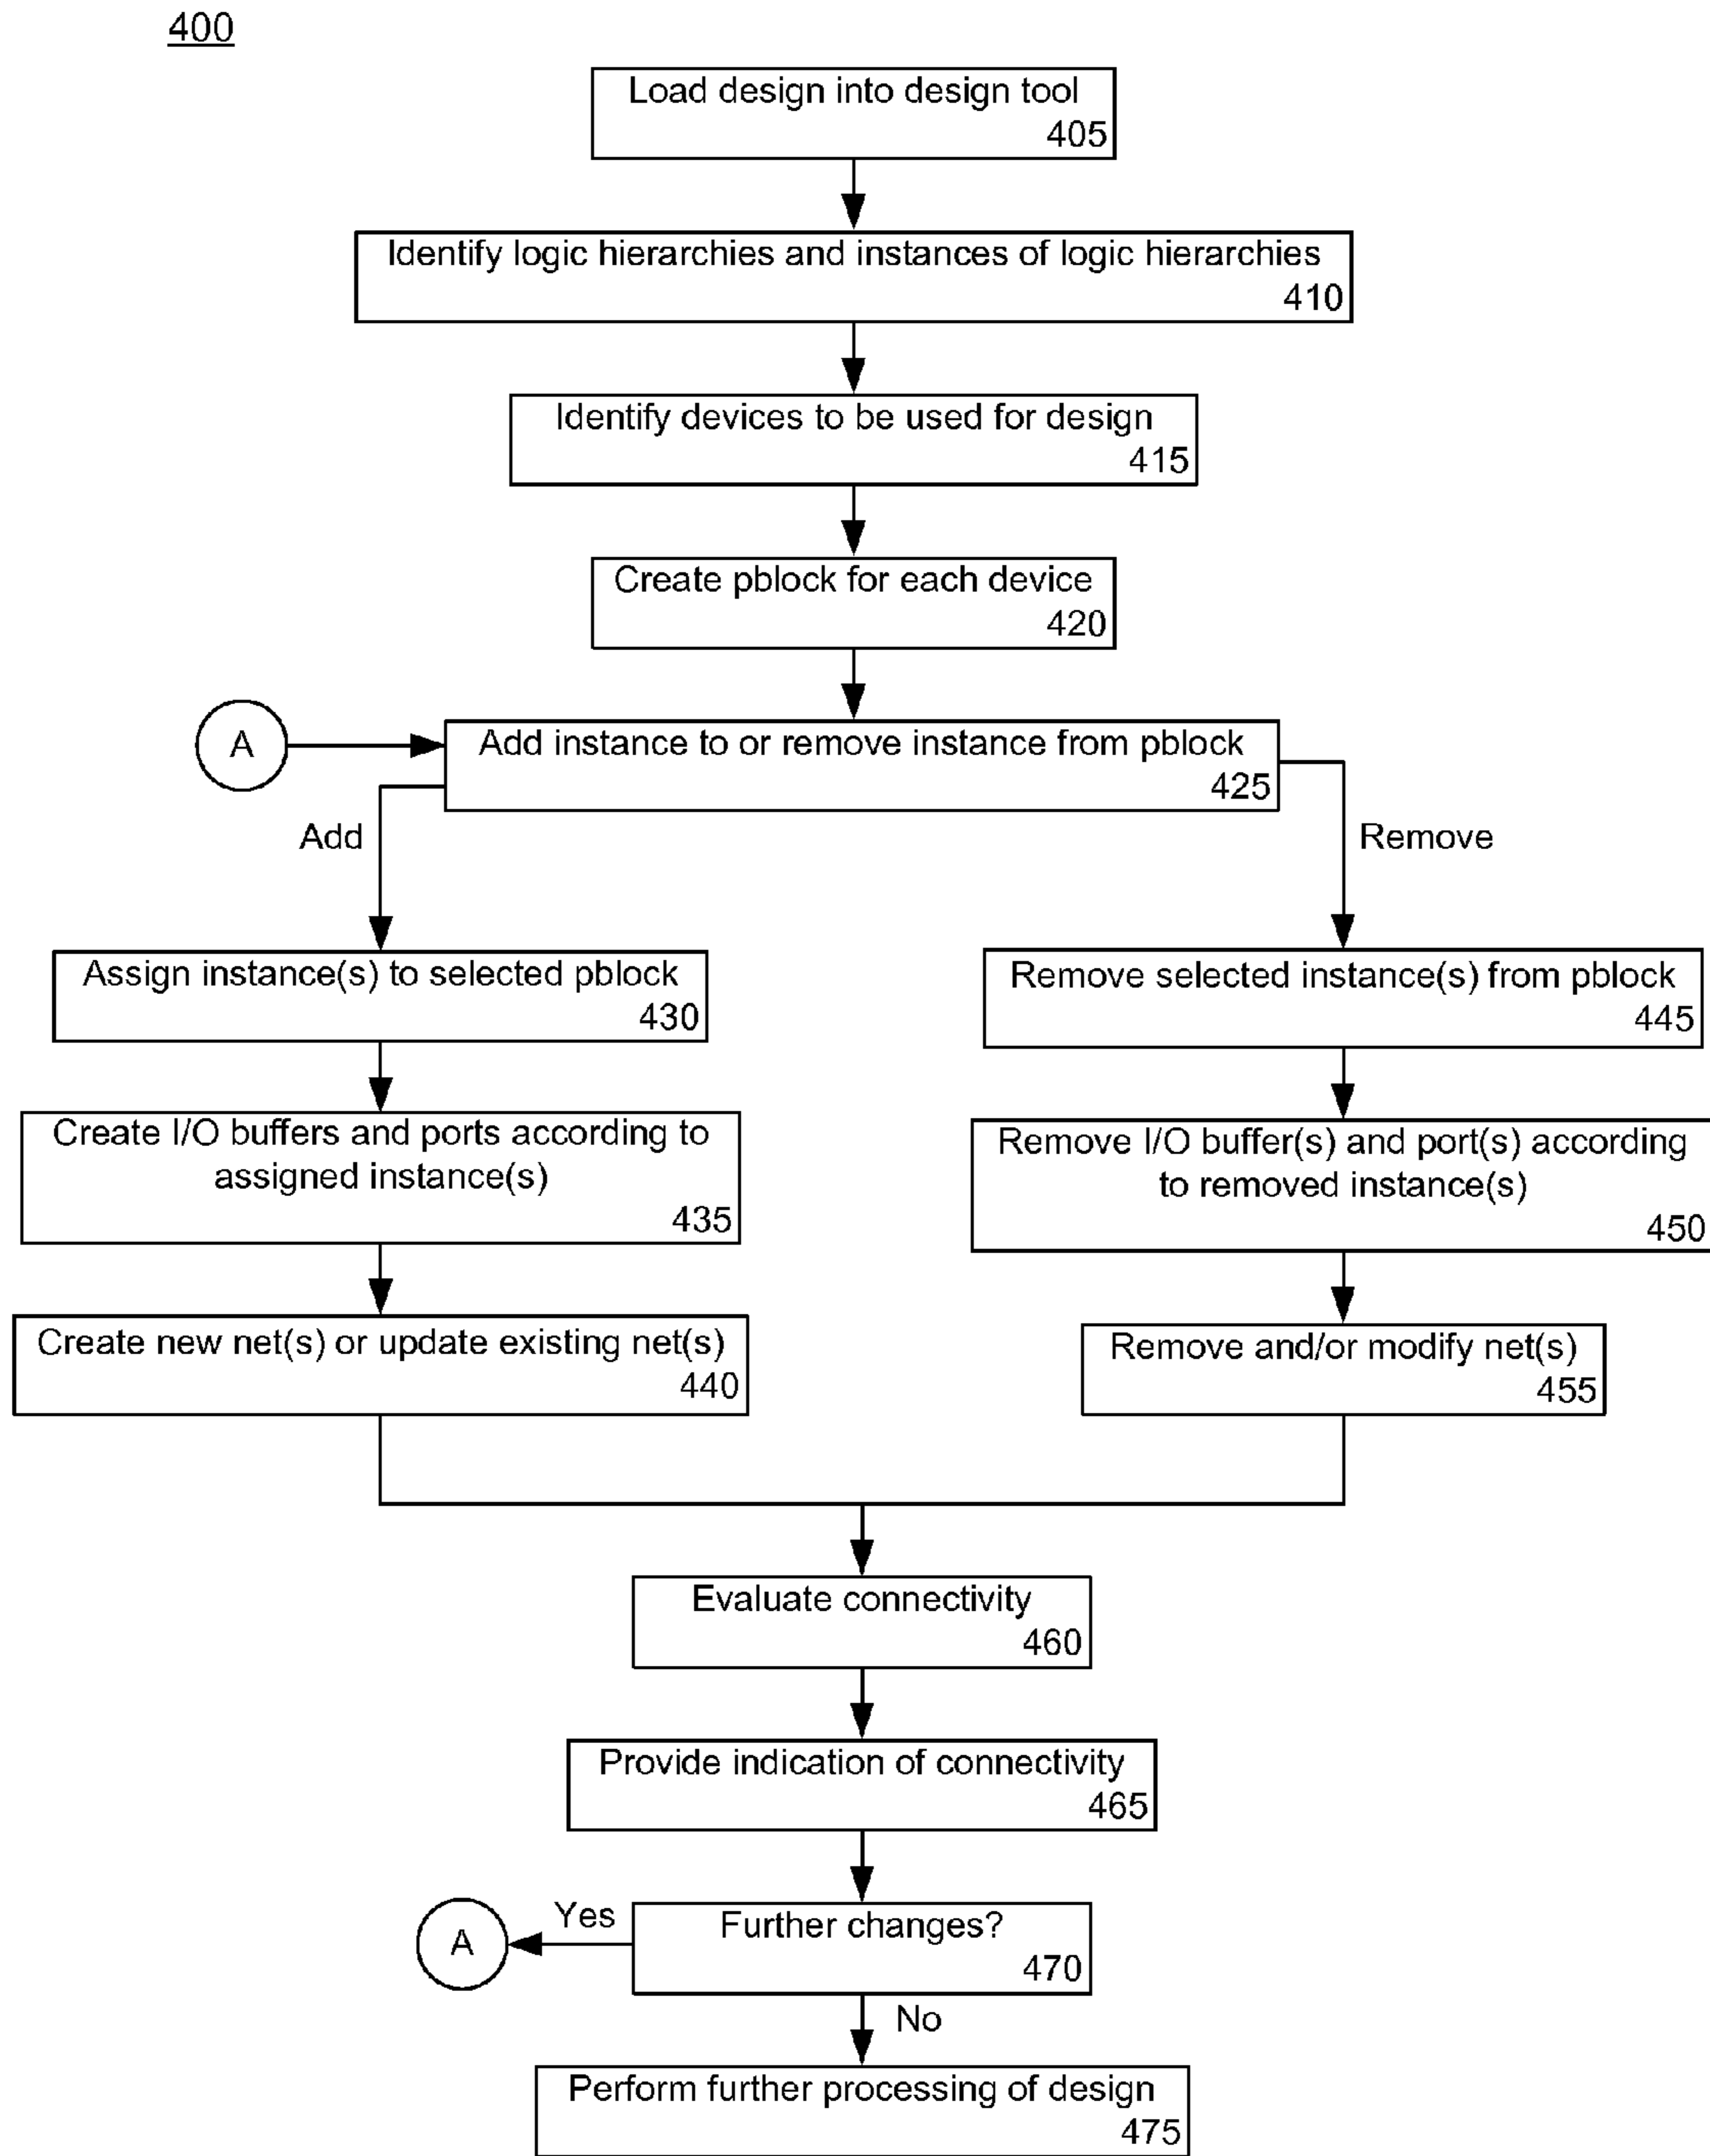 400
Load design into design tool
405
Identify logic hierarchies and instances of logic hierarchies
410
Identify devices to be used for design
415
Create pblock for each device
420
A
Add instance to or remove instance from pblock
425
Add
Remove
Assign instance(s) to selected pblock
430
Remove selected instance(s) from pblock
445
Create I/O buffers and ports according to
assigned instance(s)
435
Remove I/O buffer(s) and port(s) according
to removed instance(s)
450
Create new net(s) or update existing net(s)
440
Remove and/or modify net(s)
455
Evaluate connectivity
460
Provide indication of connectivity
465
A
Yes
Further changes?
470
No
Perform further processing of design
475